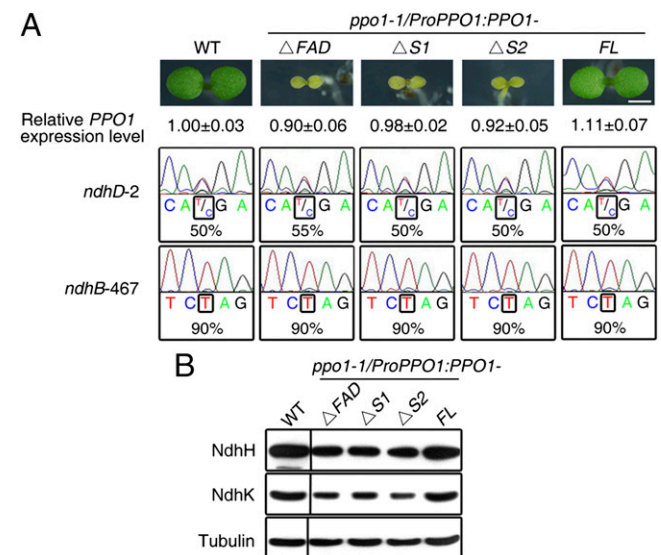 A
ppo1-1/ProPPO1:PPO1-
WT △FAD △S1 △S2 FL
Relative PPO1 expression level 1.00±0.03 0.90±0.06 0.98±0.02 0.92±0.05 1.11±0.07
ndhD-2
C A T/C G A C A T/C G A C A T/C G A C A T/C G A C A T/C G A
50% 55% 50% 50% 50%
ndhB-467
T C T A G T C T A G T C T A G T C T A G T C T A G
90% 90% 90% 90% 90%
B
ppo1-1/ProPPO1:PPO1-
WT △FAD △S1 △S2 FL
NdhH
NdhK
Tubulin